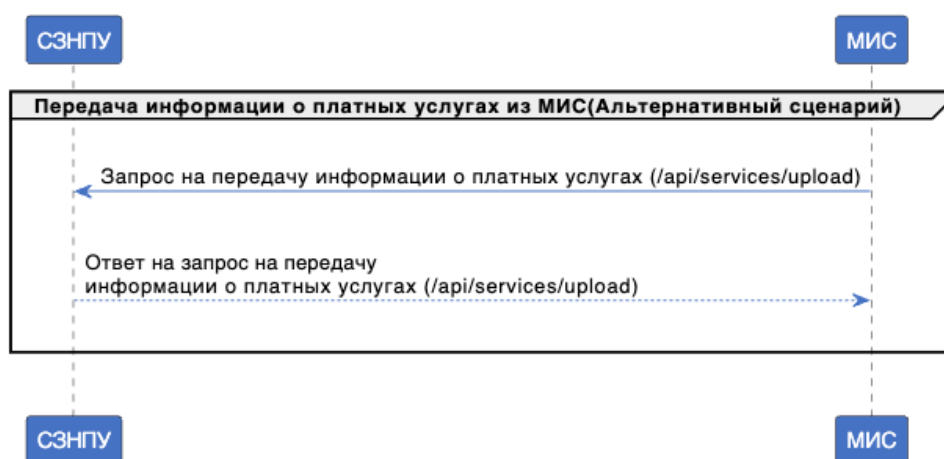 СЗНПУ
МИС
Передача информации о платных услугах из МИС(Альтернативный сценарий)
Запрос на передачу информации о платных услугах (/api/services/upload)
Ответ на запрос на передачу
информации о платных услугах (/api/services/upload)
СЗНПУ
МИС